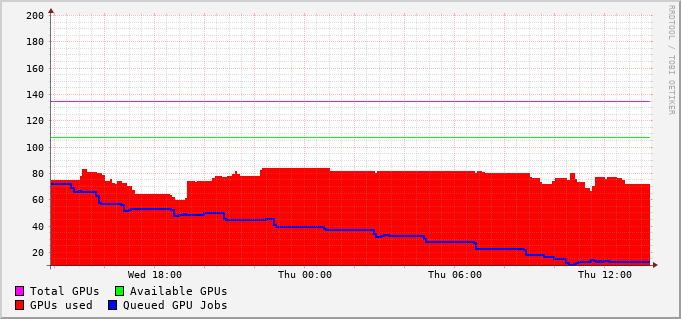 200
180
160
140
120
100
80
60
40
20
Wed 18:00 Thu 00:00 Thu 06:00 Thu 12:00
Total GPUs Available GPUs
GPUs used Queued GPU Jobs
RRDTOOL / TOBI OETIKER